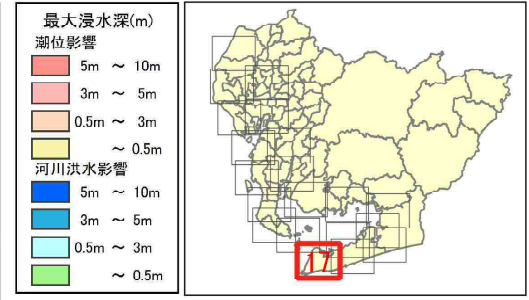 最大浸水深(m)
潮位影響
5m ～ 10m
3m ～ 5m
0.5m ～ 3m
～ 0.5m
河川洪水影響
5m ～ 10m
3m ～ 5m
0.5m ～ 3m
～ 0.5m
17